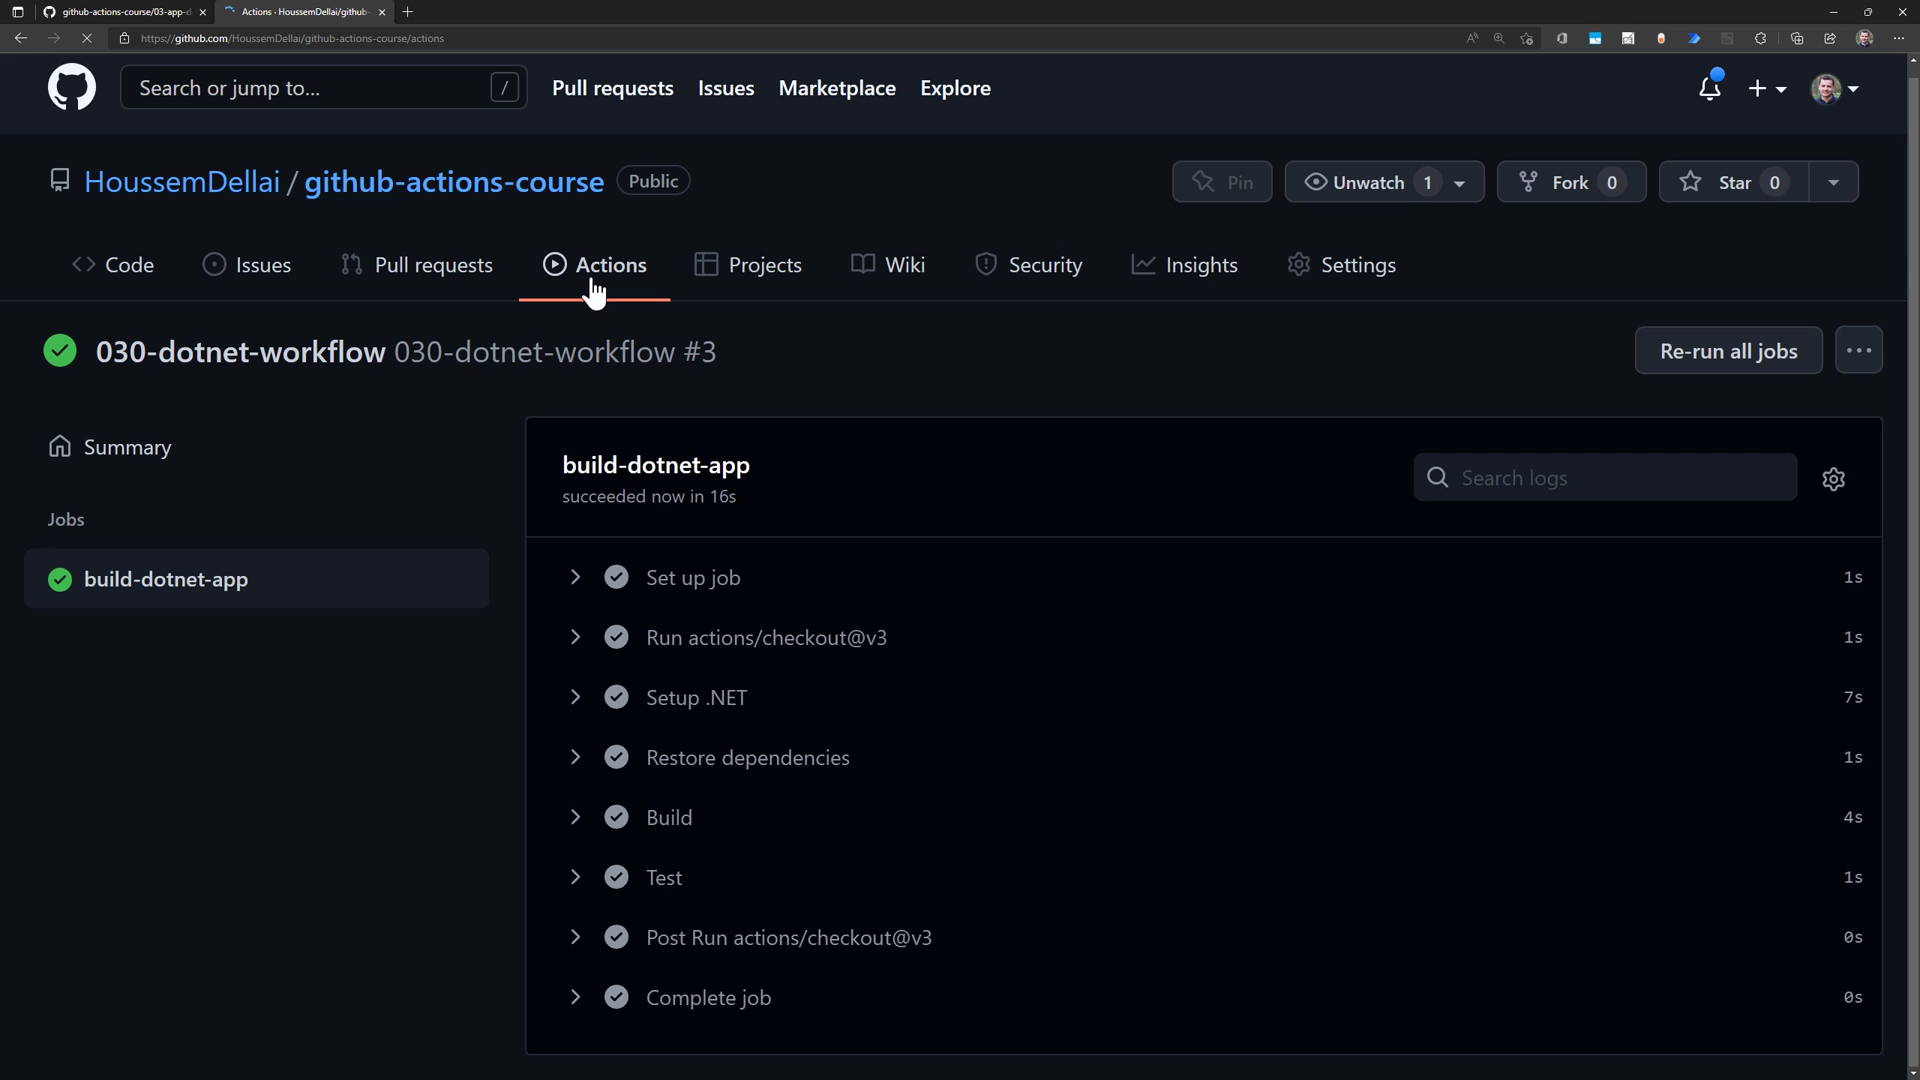 github-actions-course/03-app-d
Actions · HoussemDellai/github-
https://github.com/HoussemDellai/github-actions-course/actions
Search or jump to... /
Pull requests Issues Marketplace Explore
HoussemDellai / github-actions-course Public
Pin Unwatch 1 Fork 0 Star 0
Code Issues Pull requests Actions Projects Wiki Security Insights Settings
030-dotnet-workflow 030-dotnet-workflow #3
Re-run all jobs
Summary
Jobs
build-dotnet-app
build-dotnet-app
succeeded now in 16s
Search logs
Set up job 1s
Run actions/checkout@v3 1s
Setup .NET 7s
Restore dependencies 1s
Build 4s
Test 1s
Post Run actions/checkout@v3 0s
Complete job 0s